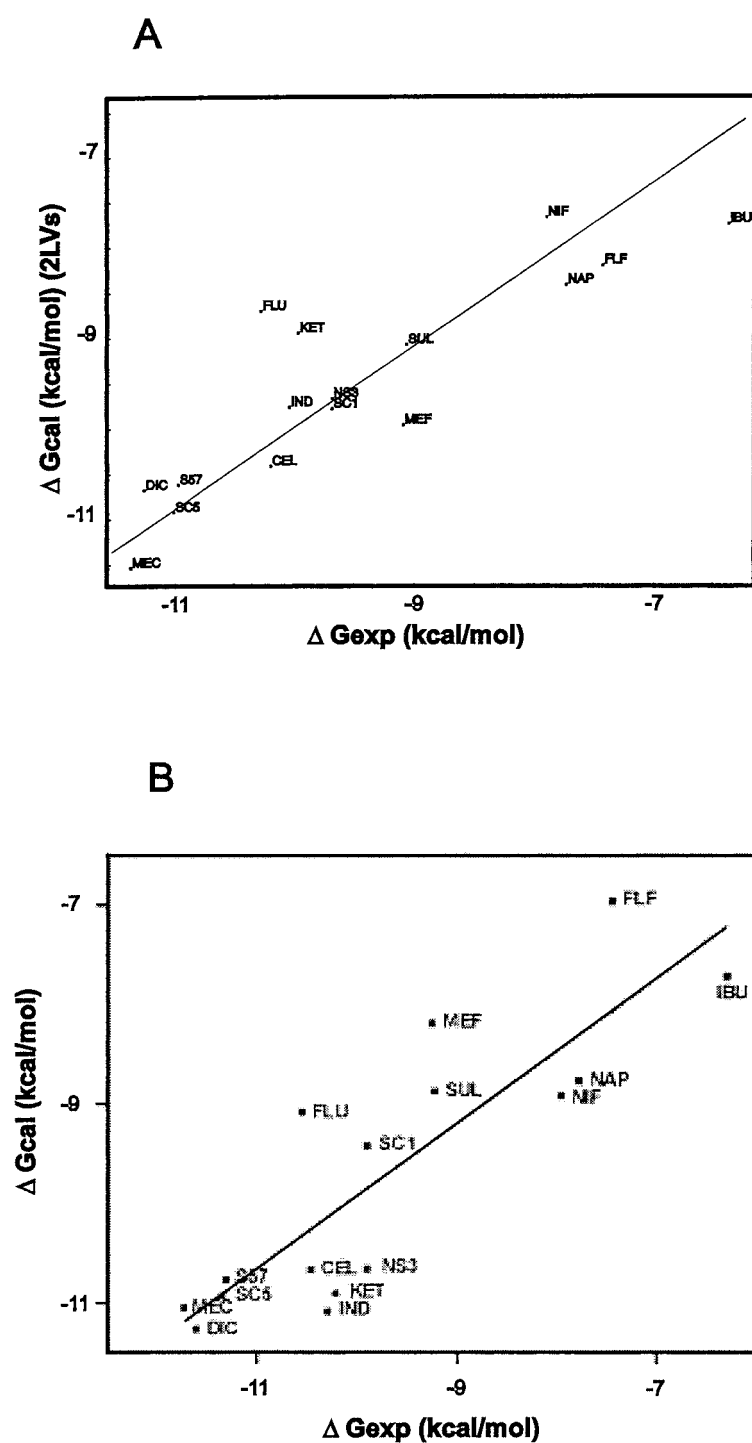 A
Δ Gcal (kcal/mol) (2LVs)
-7
-9
-11
NIF
IBU
FLF
NAP
FLU
KET
SUL
NS3
SC1
IND
MEF
CEL
DIC
S57
SC5
MEC
-11
-9
-7
Δ Gexp (kcal/mol)
B
Δ Gcal (kcal/mol)
-7
-9
-11
FLF
IBU
MEF
NAP
NIF
SUL
FLU
SC1
CEL
NS3
S57
SC5
KET
MEC
IND
DIC
-11
-9
-7
Δ Gexp (kcal/mol)